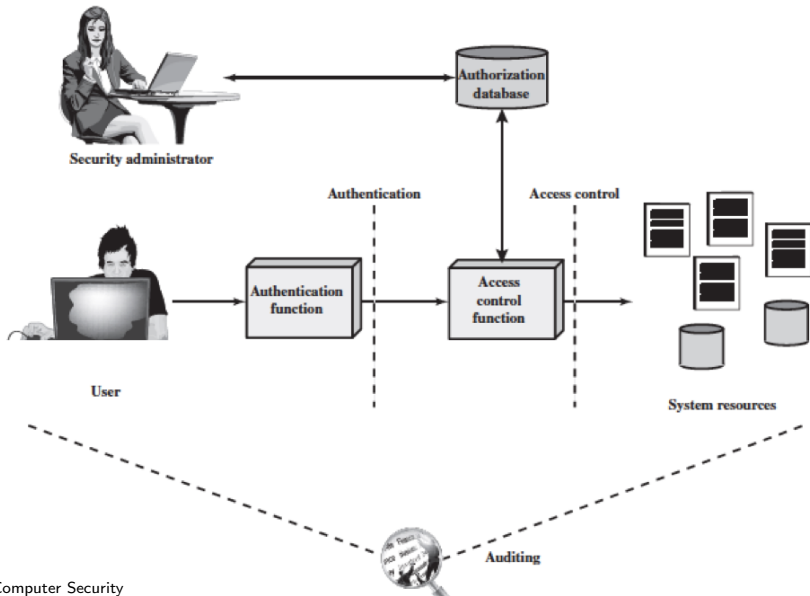 Authorization
database
Security administrator
Authentication
Access control
Authentication
function
Access
control
function
User
System resources
Auditing
Computer Security